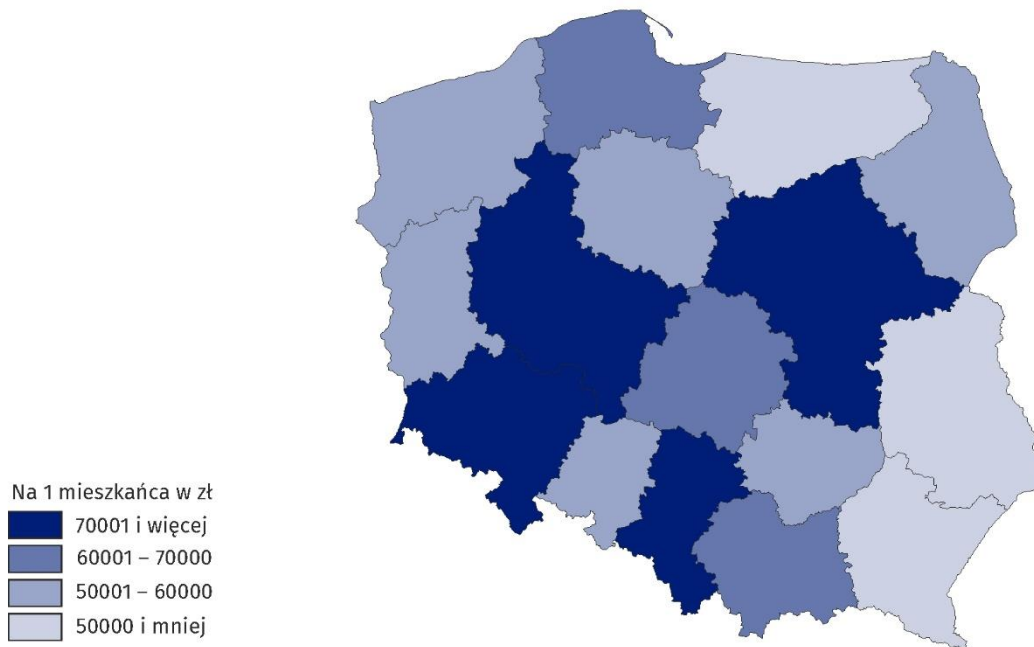 Na 1 mieszkańca w zł
70001 i więcej
60001 – 70000
50001 – 60000
50000 i mniej